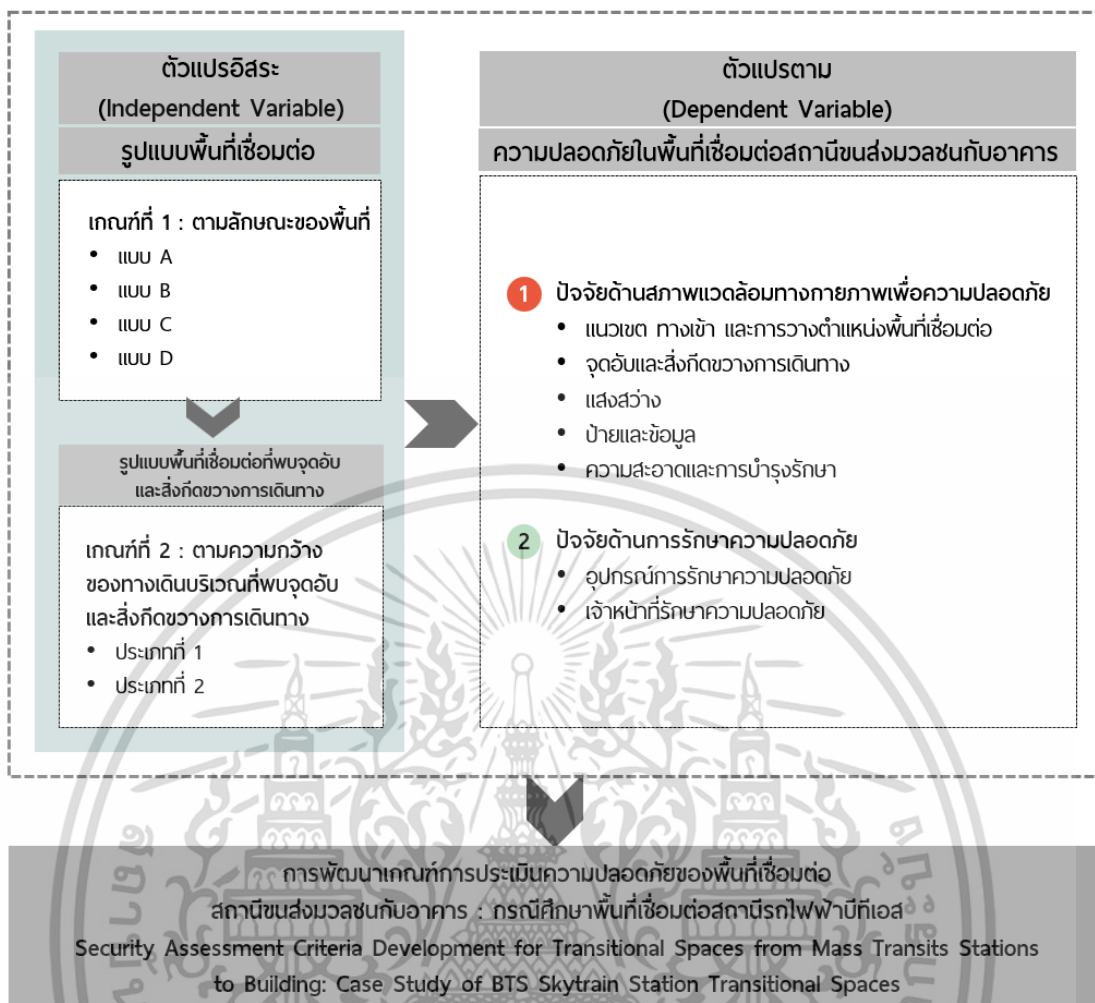 ตัวแปรอิสระ
(Independent Variable)
รูปแบบพื้นที่เชื่อมต่อ
เกณฑ์ที่ 1 : ตามลักษณะของพื้นที่
• แบบ A
• แบบ B
• แบบ C
• แบบ D
รูปแบบพื้นที่เชื่อมต่อที่พบจุดอับ
และสิ่งกีดขวางการเดินทาง
เกณฑ์ที่ 2 : ตามความกว้าง
ของทางเดินบริเวณที่พบจุดอับ
และสิ่งกีดขวางการเดินทาง
• ประเภทที่ 1
• ประเภทที่ 2
ตัวแปรตาม
(Dependent Variable)
ความปลอดภัยในพื้นที่เชื่อมต่อสถานีขนส่งมวลชนกับอาคาร
1 ปัจจัยด้านสภาพแวดล้อมทางกายภาพเพื่อความปลอดภัย
• แนวเขต ทางเข้า และการวางตำแหน่งพื้นที่เชื่อมต่อ
• จุดอับและสิ่งกีดขวางการเดินทาง
• แสงสว่าง
• ป้ายและข้อมูล
• ความสะอาดและการบำรุงรักษา
2 ปัจจัยด้านการรักษาความปลอดภัย
• อุปกรณ์การรักษาความปลอดภัย
• เจ้าหน้าที่รักษาความปลอดภัย
การพัฒนาเกณฑ์การประเมินความปลอดภัยของพื้นที่เชื่อมต่อ
สถานีขนส่งมวลชนกับอาคาร : กรณีศึกษาพื้นที่เชื่อมต่อสถานีรถไฟฟ้าบีทีเอส
Security Assessment Criteria Development for Transitional Spaces from Mass Transits Stations
to Building: Case Study of BTS Skytrain Station Transitional Spaces